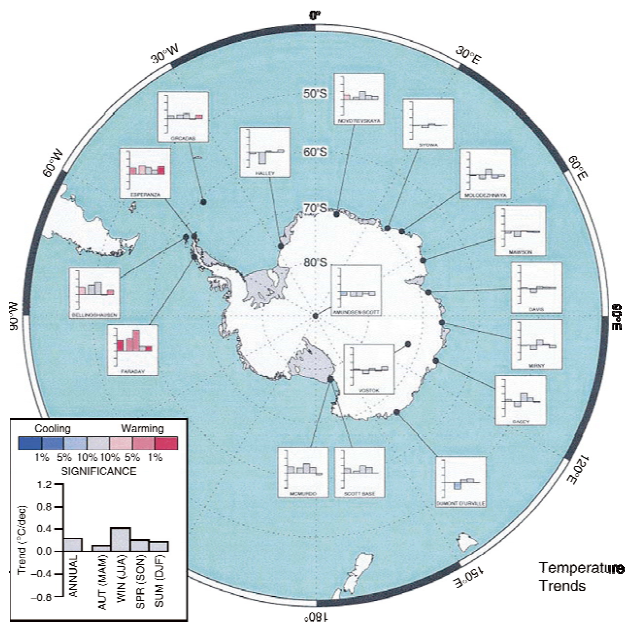 0°
30°W
30°E
50°S
NOVOLAZAREVSKAYA
SYOWA
ORCADAS
60°S
HALLEY
60°W
60°E
ESPERANZA
MOLODEZHNAYA
70°S
MAWSON
80°S
BELLINGSHAUSEN
AMUNDSEN-SCOTT
DAVIS
90°W
90°E
FARADAY
MIRNY
VOSTOK
CASEY
Cooling Warming
1% 5% 10% 10% 5% 1%
SIGNIFICANCE
MCMURDO
SCOTT BASE
DUMONT D'URVILLE
120°E
1.2
0.8
0.4
0.0
−0.4
−0.6
Trend (°C/dec)
ANNUAL
AUT (MAM)
WIN (JJA)
SPR (SON)
SUM (DJF)
150°E
180°
Temperature
Trends